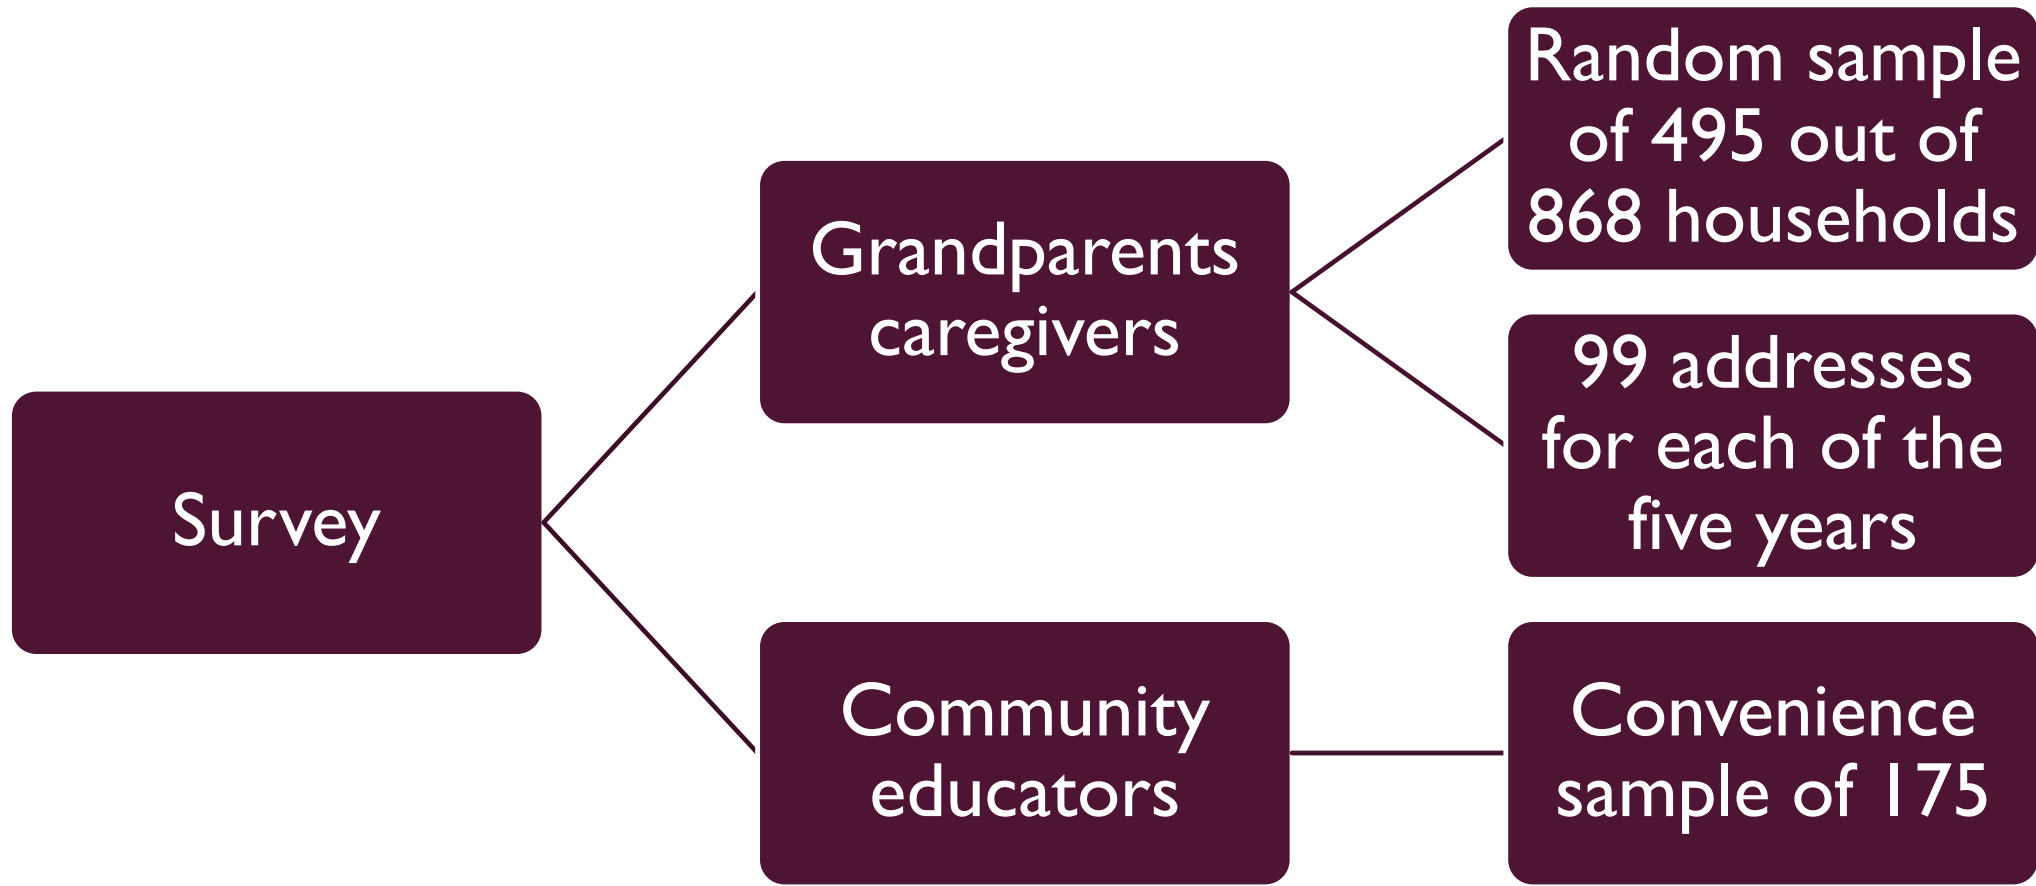 Survey
Grandparents
caregivers
Random sample
of 495 out of
868 households
99 addresses
for each of the
five years
Community
educators
Convenience
sample of 175